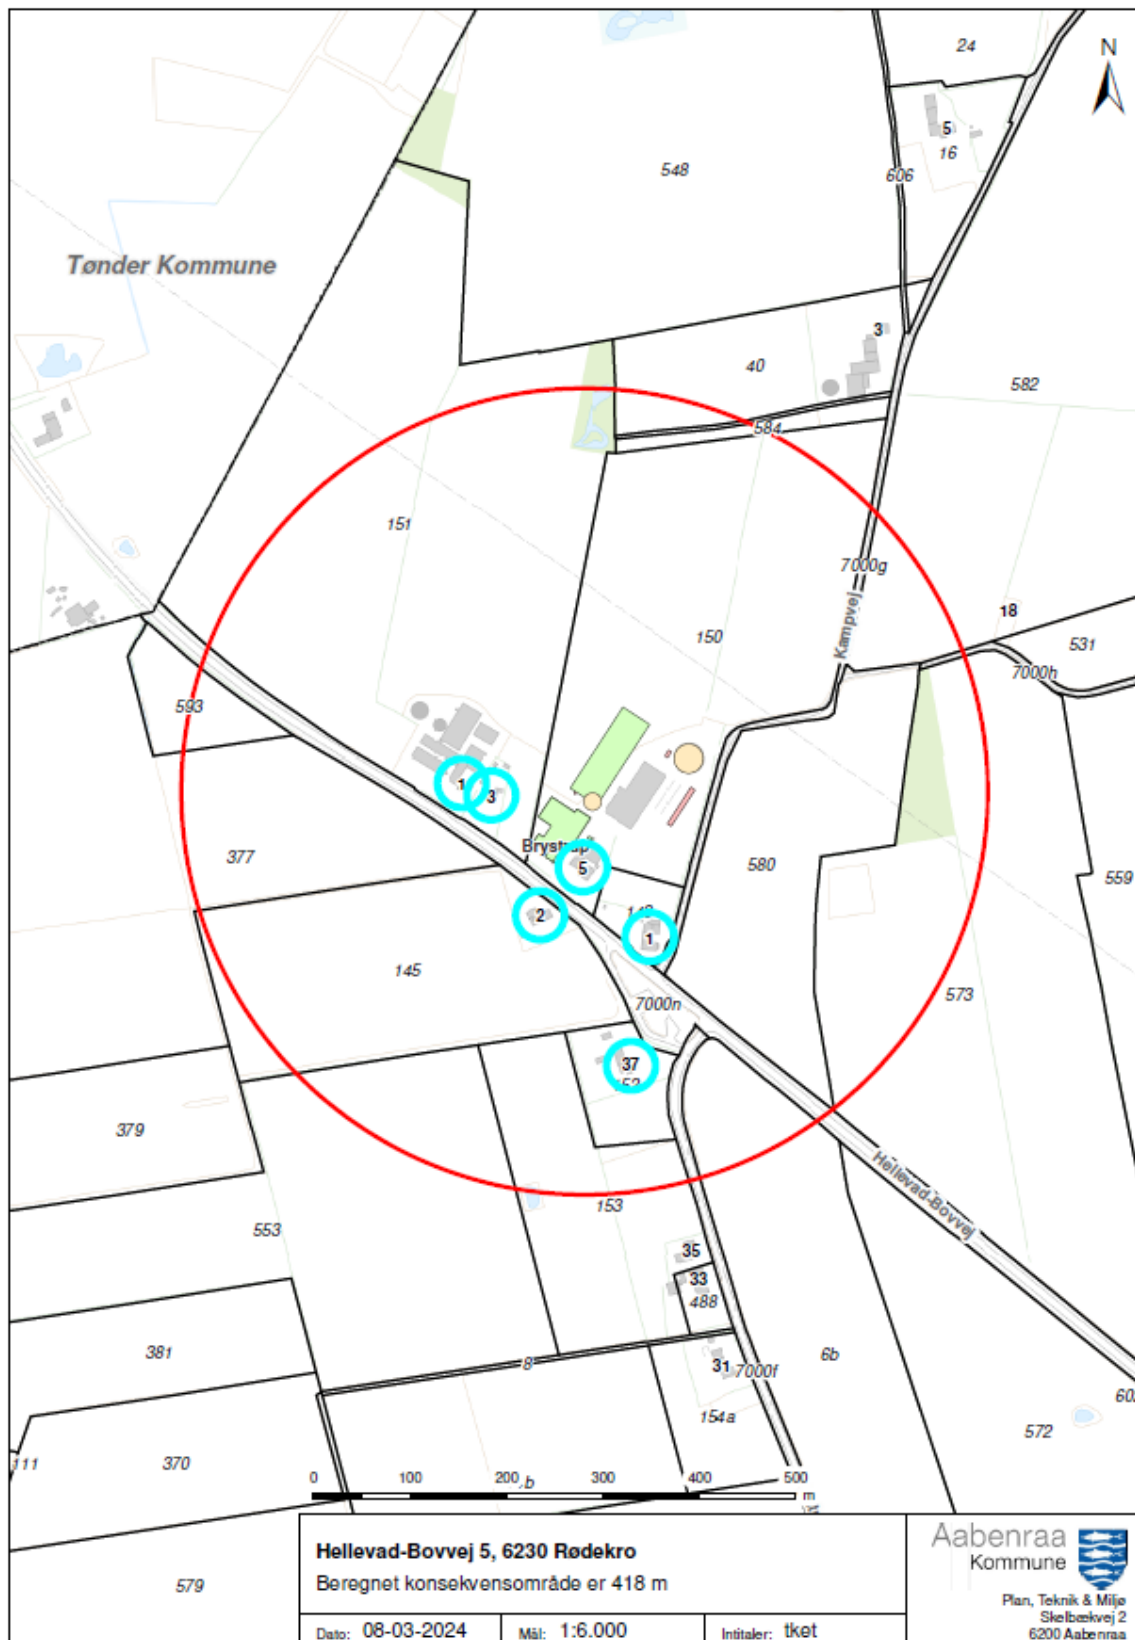 24
N
5
16
548
606
Tønder Kommune
3
40
582
584
151
7000g
18
150
Kampvej
531
7000h
593
1
3
Brystrup
377
5
580
559
2
1
145
573
7000n
37
152
379
Hellevad-Bovvej
153
553
35
33
488
381
8
31
7000f
6b
154a
572
111
370
0 100 200 300 400 500
m
579
Hellevad-Bovvej 5, 6230 Rødekro
Beregnet konsekvensområde er 418 m
Dato: 08-03-2024
Mål: 1:6.000
Intitaler: tket
Aabenraa
Kommune
Plan, Teknik & Miljø
Skelbækvej 2
6200 Aabenraa